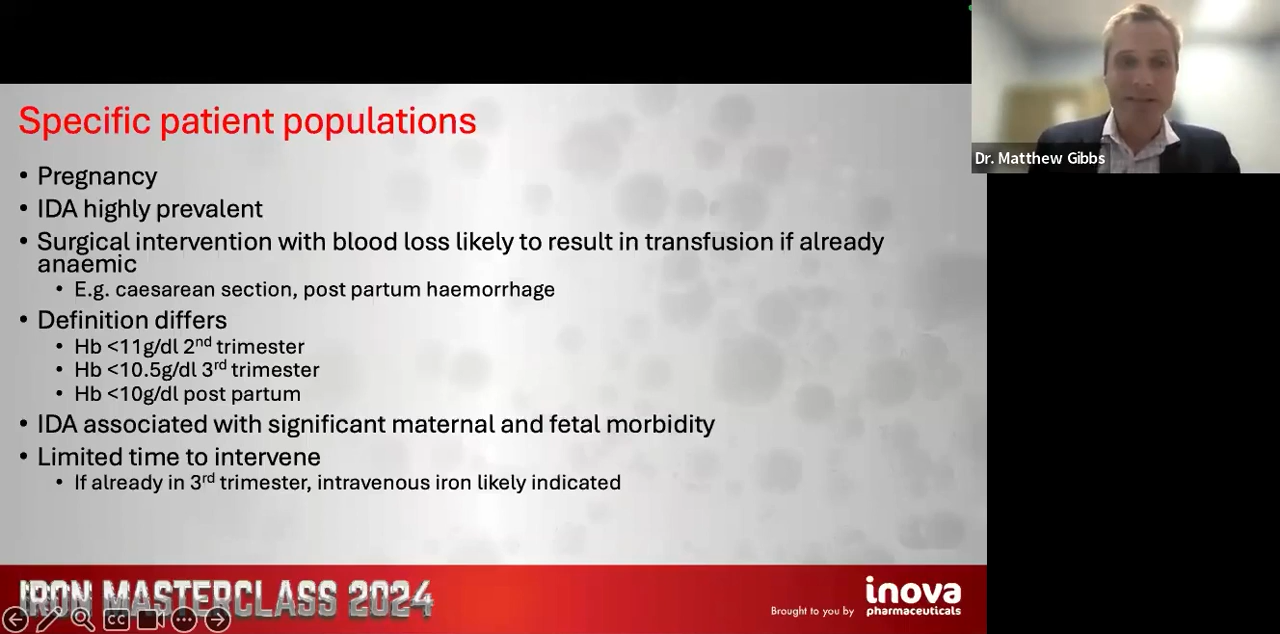 Specific patient populations
• Pregnancy
• IDA highly prevalent
• Surgical intervention with blood loss likely to result in transfusion if already
anaemic
• E.g. caesarean section, post partum haemorrhage
• Definition differs
• Hb <11g/dl 2nd trimester
• Hb <10.5g/dl 3rd trimester
• Hb <10g/dl post partum
• IDA associated with significant maternal and fetal morbidity
• Limited time to intervene
• If already in 3rd trimester, intravenous iron likely indicated
Dr. Matthew Gibbs
IRON MASTERCLASS 2024
Brought to you by
inova
pharmaceuticals
CC